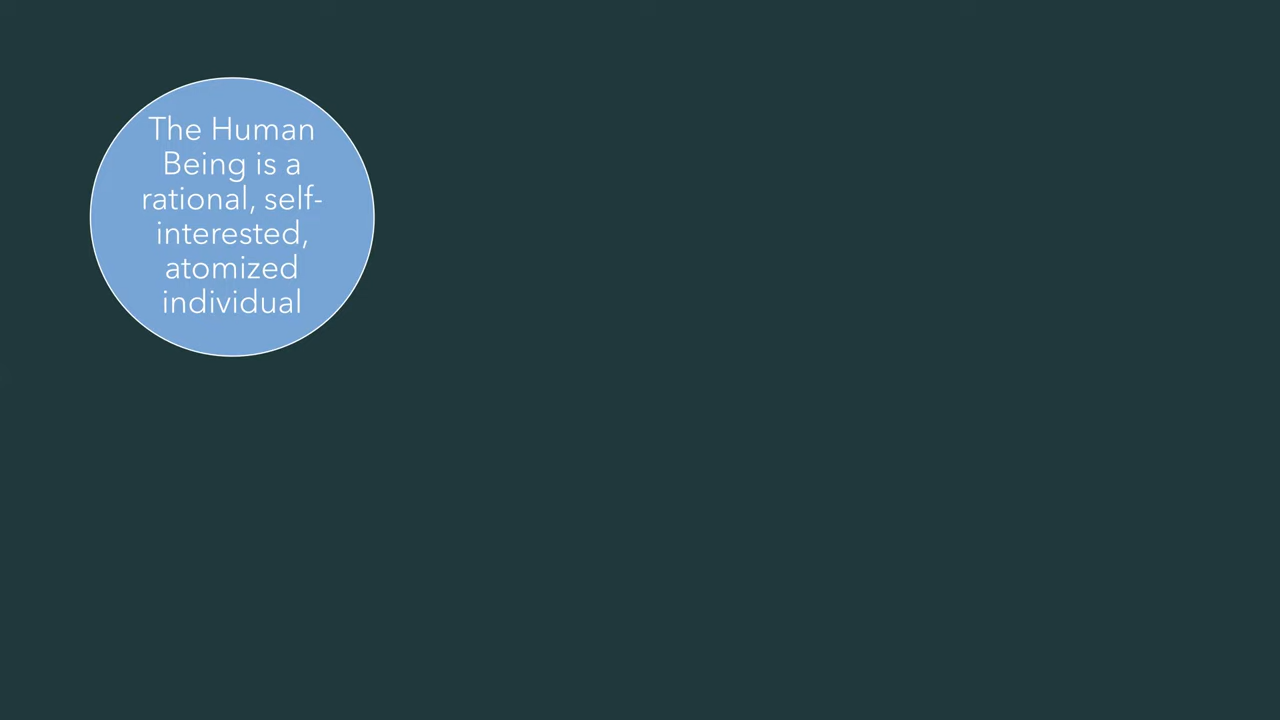 The Human
Being is a
rational, self-
interested,
atomized
individual